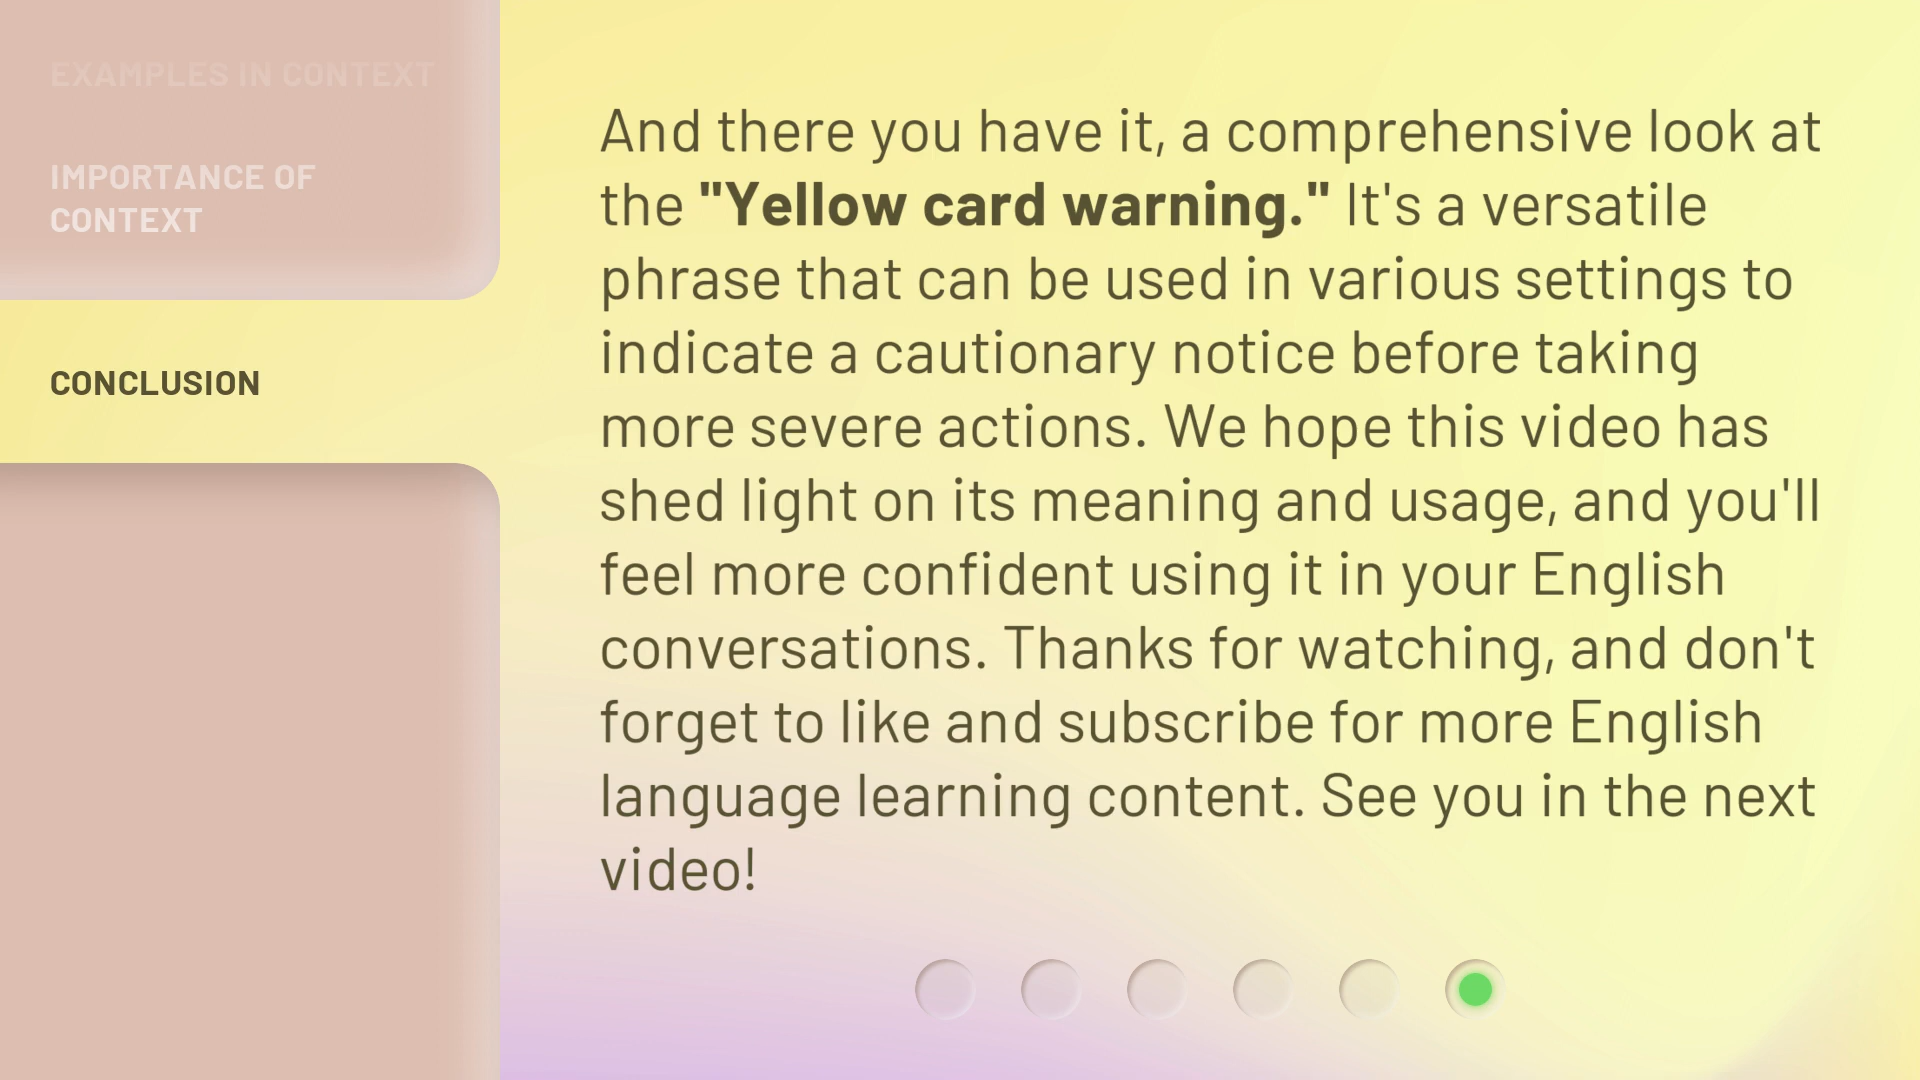 EXAMPLES IN CONTEXT
IMPORTANCE OF
CONTEXT
CONCLUSION
And there you have it, a comprehensive look at
the "Yellow card warning." It's a versatile
phrase that can be used in various settings to
indicate a cautionary notice before taking
more severe actions. We hope this video has
shed light on its meaning and usage, and you'll
feel more confident using it in your English
conversations. Thanks for watching, and don't
forget to like and subscribe for more English
language learning content. See you in the next
video!